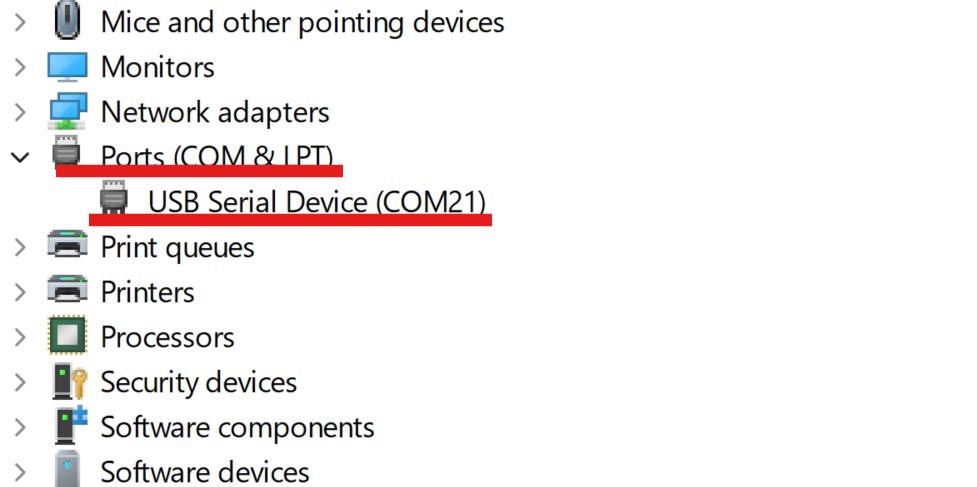 Mice and other pointing devices
Monitors
Network adapters
Ports (COM & LPT)
USB Serial Device (COM21)
Print queues
Printers
Processors
Security devices
Software components
Software devices